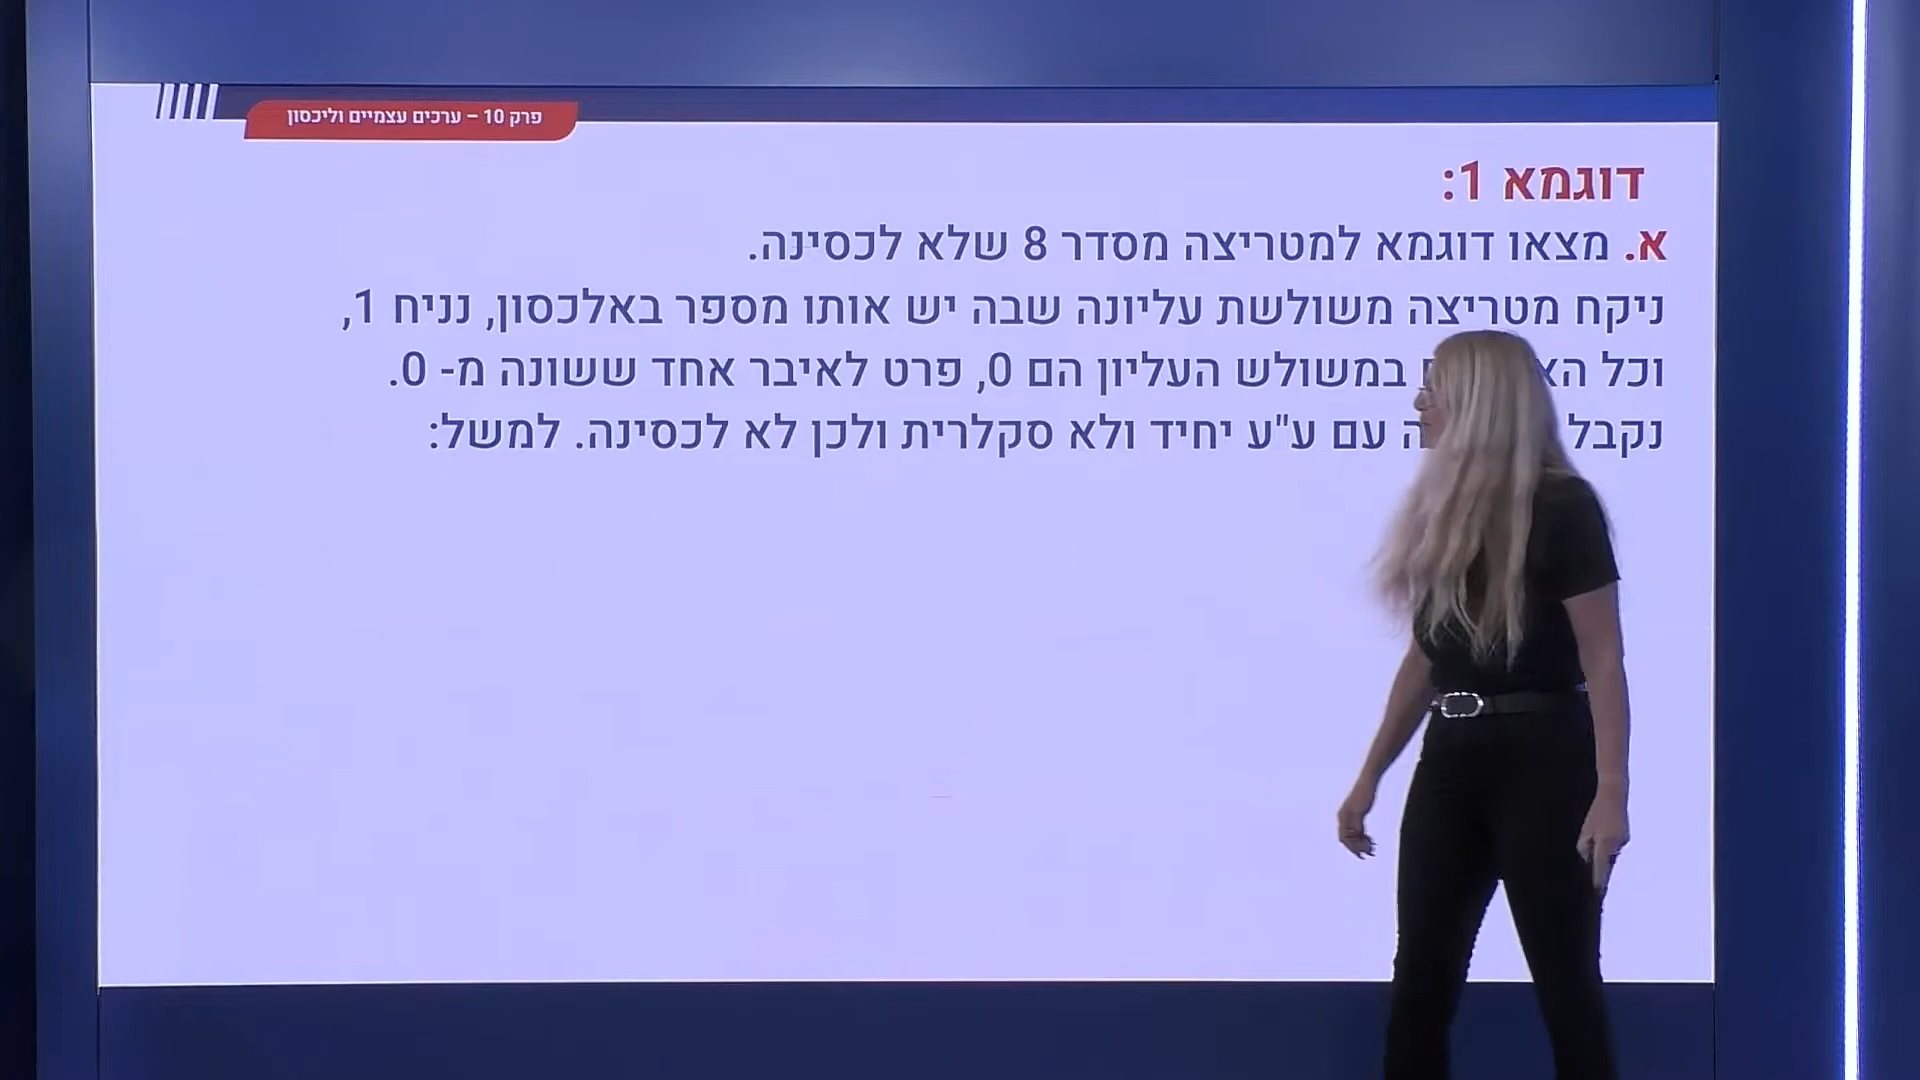 פרק 10 – ערכים עצמיים וליכסון
דוגמא 1:
א. מצאו דוגמא למטריצה מסדר 8 שלא לכסינה.
ניקח מטריצה משולשת עליונה שבה יש אותו מספר באלכסון, נניח 1,
וכל במשולש העליון הם 0, פרט לאיבר אחד ששונה מ- 0.
נקבל עם ע"ע יחיד ולא סקלרית ולכן לא לכסינה. למשל: